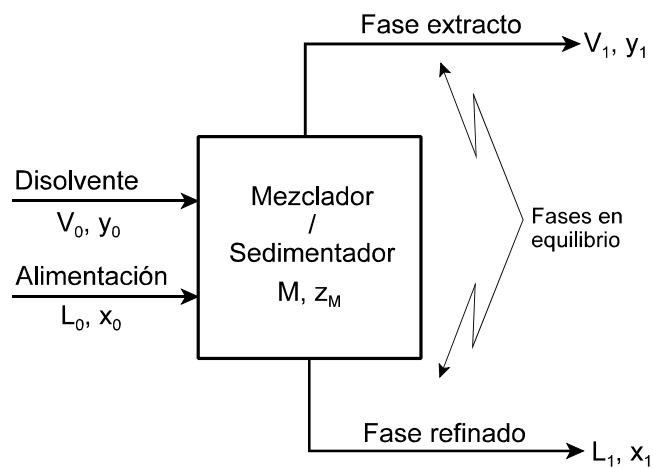 Fase extracto
V₁, y₁
Disolvente
V₀, y₀
Mezclador
/
Sedimentador
M, z_M
Alimentación
L₀, x₀
Fases en
equilibrio
Fase refinado
L₁, x₁